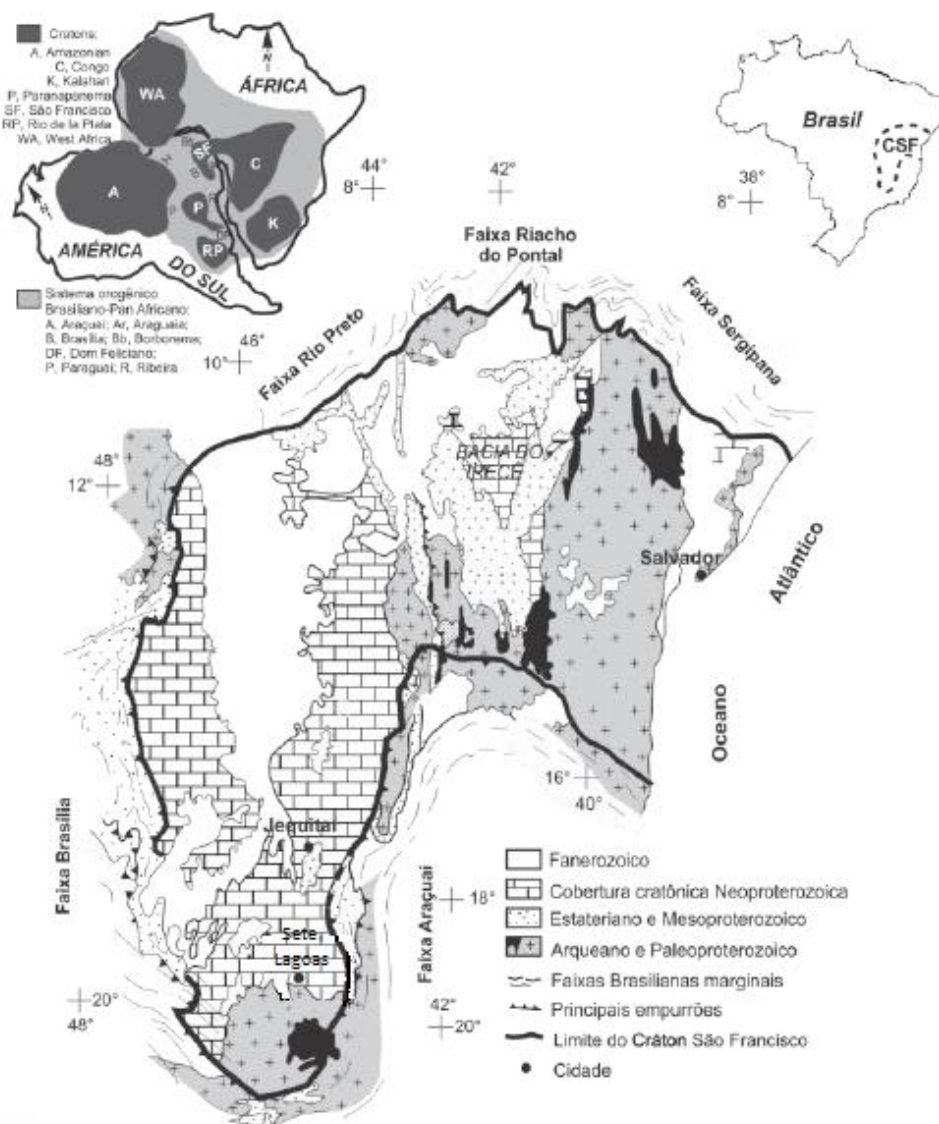 Cratons:
A, Amazonian
C, Congo
K, Kalahari
P, Paranapanema
SF, São Francisco
RP, Rio de la Plata
WA, West Africa
N
ÁFRICA
WA
SF
C
A
P
K
RP
AMÉRICA
DO SUL
Sistema orogênico
Brasiliano-Pan Africano:
A. Araçuaí; Ar, Araguaia;
B, Brasília; Bb, Borborema;
DF, Dom Feliciano;
P, Paraguai; R, Ribeira
Brasil
CSF
44°
8°
42°
38°
8°
Faixa Riacho
do Pontal
Faixa Rio Preto
Faixa Sergipana
46°
10°
48°
12°
BACIA DO
IRECÊ
Salvador
Oceano
Atlântico
16°
40°
Jequitaí
Faixa Brasília
Faixa Araçuaí
18°
Sete
Lagoas
20°
48°
42°
20°
Fanerozoico
Cobertura cratônica Neoproterozoica
Estateriano e Mesoproterozoico
Arqueano e Paleoproterozoico
Faixas Brasilianas marginais
Principais empurrões
Limite do Cráton São Francisco
Cidade